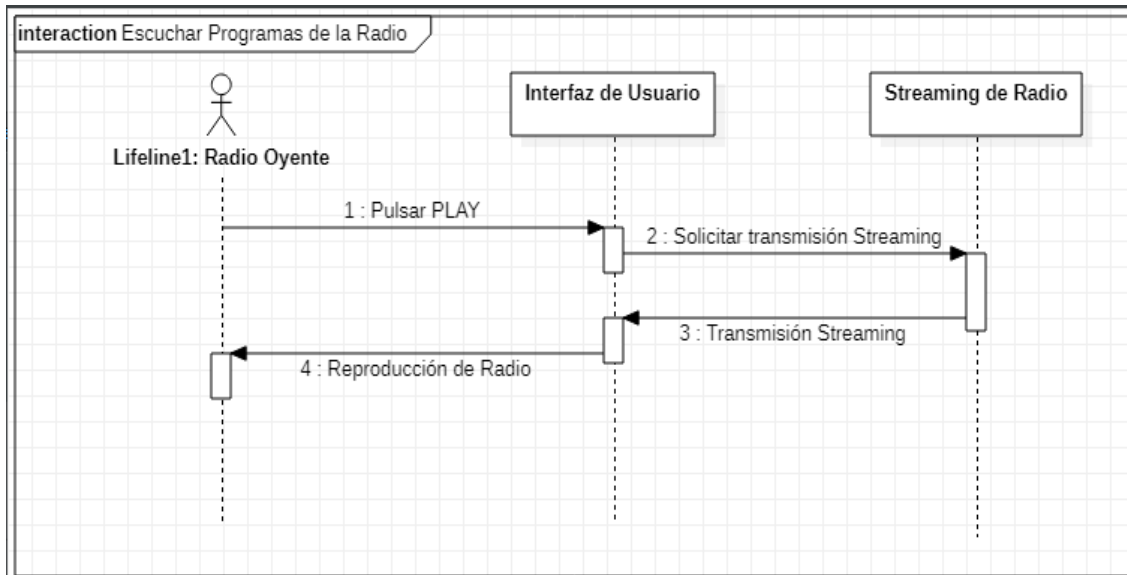 interaction Escuchar Programas de la Radio
Interfaz de Usuario
Streaming de Radio
Lifeline1: Radio Oyente
1 : Pulsar PLAY
2 : Solicitar transmisión Streaming
3 : Transmisión Streaming
4 : Reproducción de Radio